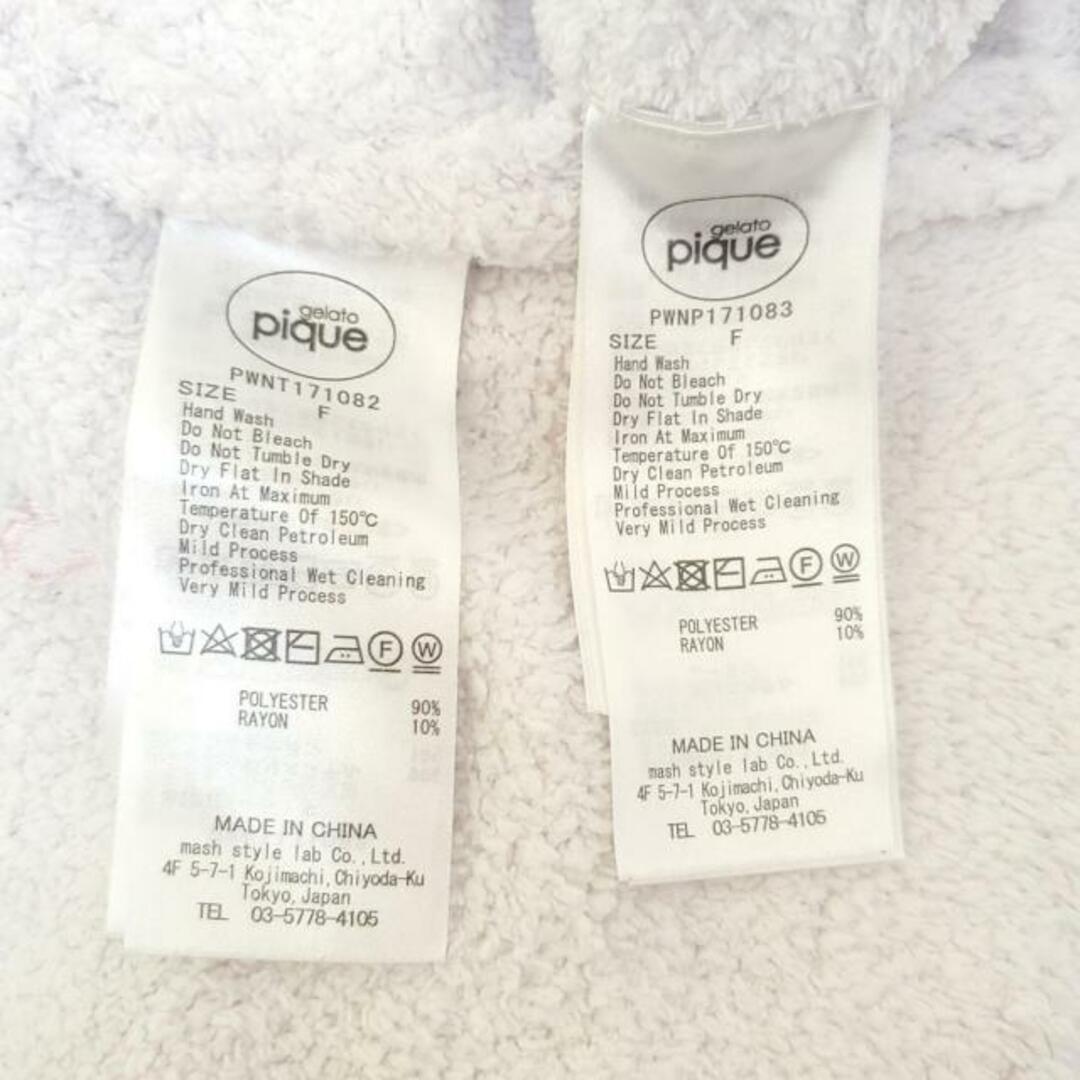 gelato
pique
PWNT171082
SIZE F
Hand Wash
Do Not Bleach
Do Not Tumble Dry
Dry Flat In Shade
Iron At Maximum
Temperature Of 150℃
Dry Clean Petroleum
Mild Process
Professional Wet Cleaning
Very Mild Process
F W
POLYESTER 90%
RAYON 10%
MADE IN CHINA
mash style lab Co.,Ltd.
4F 5-7-1 Kojimachi,Chiyoda-Ku
Tokyo,Japan
TEL 03-5778-4105
gelato
pique
PWNP171083
SIZE F
Hand Wash
Do Not Bleach
Do Not Tumble Dry
Dry Flat In Shade
Iron At Maximum
Temperature Of 150℃
Dry Clean Petroleum
Mild Process
Professional Wet Cleaning
Very Mild Process
F W
POLYESTER 90%
RAYON 10%
MADE IN CHINA
mash style lab Co.,Ltd.
4F 5-7-1 Kojimachi,Chiyoda-Ku
Tokyo,Japan
TEL 03-5778-4105